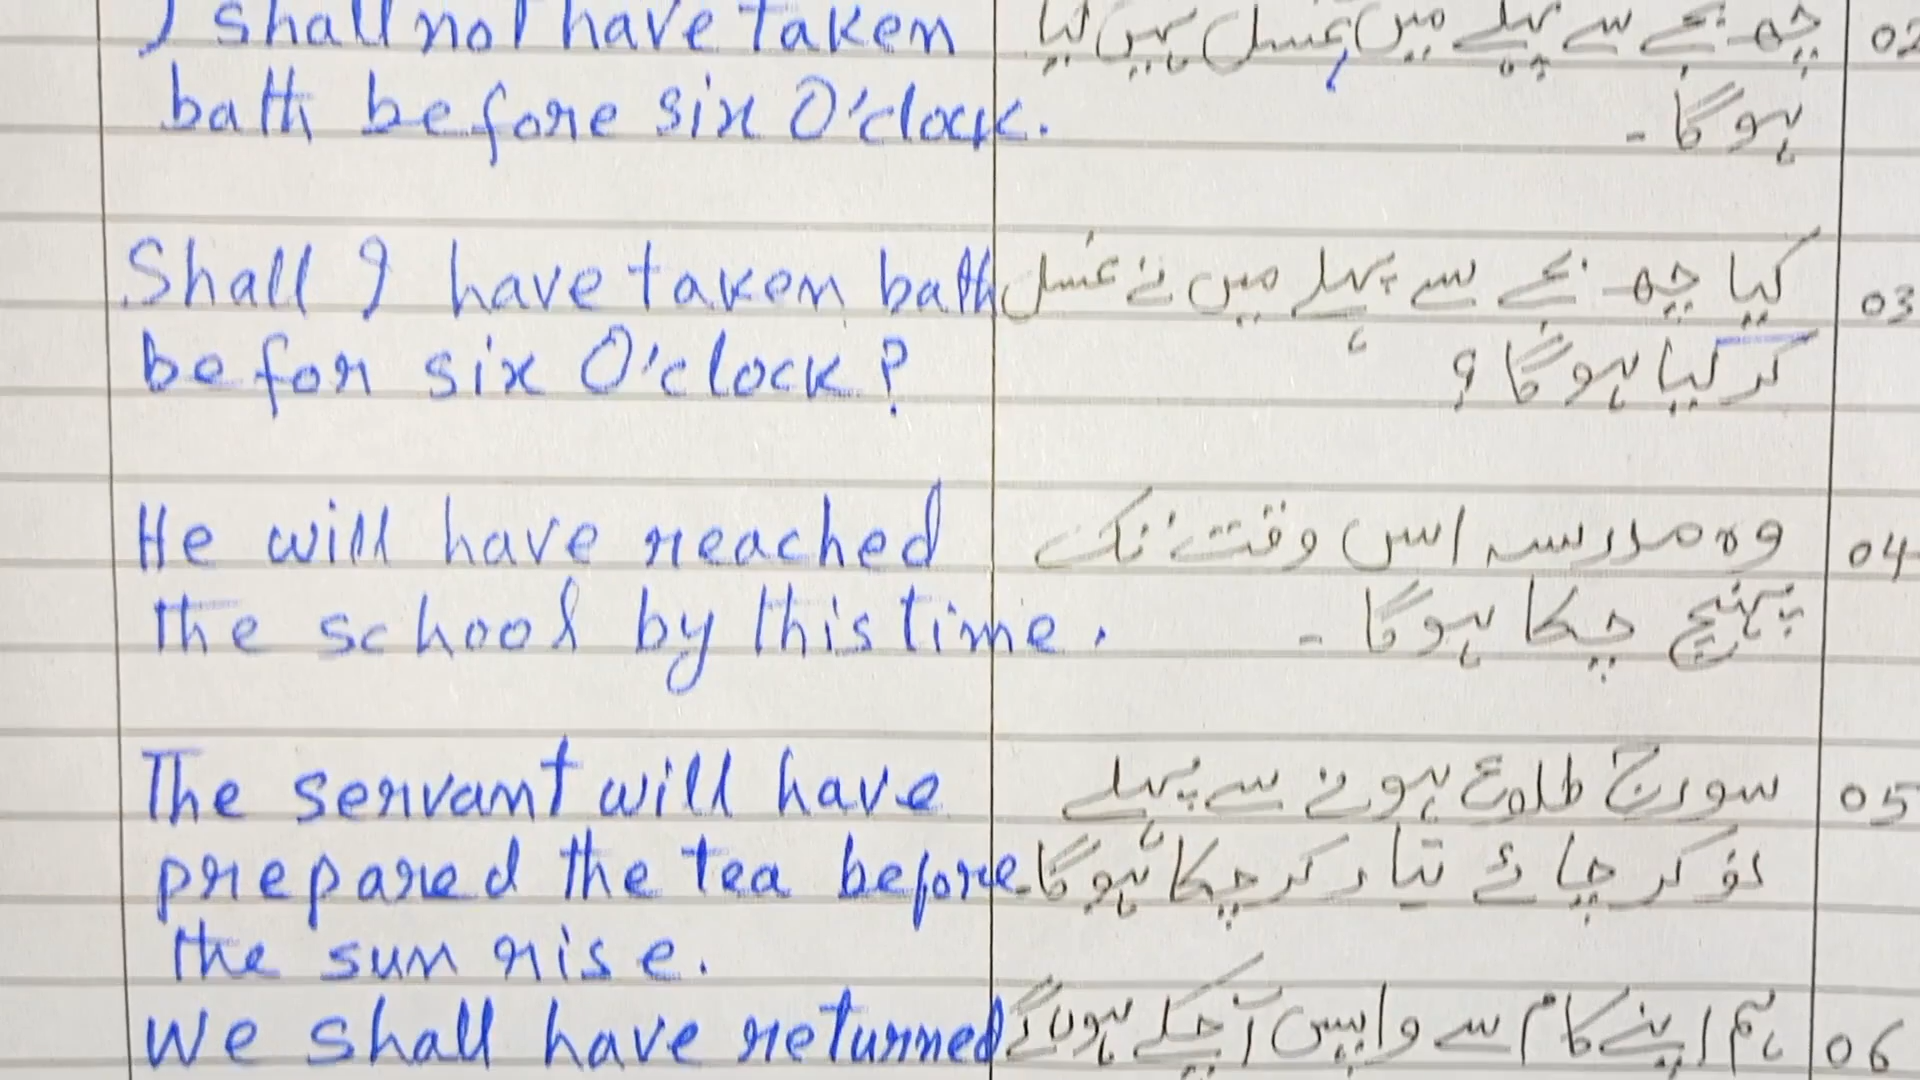 I shall not have taken
bath before six O'clock.
چھ بجے سے پہلے میں غسل نہیں کیا
ہوگا۔
02
Shall I have taken bath
befor six O'clock?
کیا چھ بجے سے پہلے میں نے غسل
کر لیا ہوگا؟
03
He will have reached
the school by this time.
وہ مدرسہ اس وقت تک
پہنچ چکا ہوگا۔
04
The servant will have
prepared the tea before
the sun rise.
سورج طلوع ہونے سے پہلے
نوکر چائے تیار کر چکا ہوگا۔
05
We shall have returned
ہم اپنے کام سے واپس آ چکے ہوں گے
06